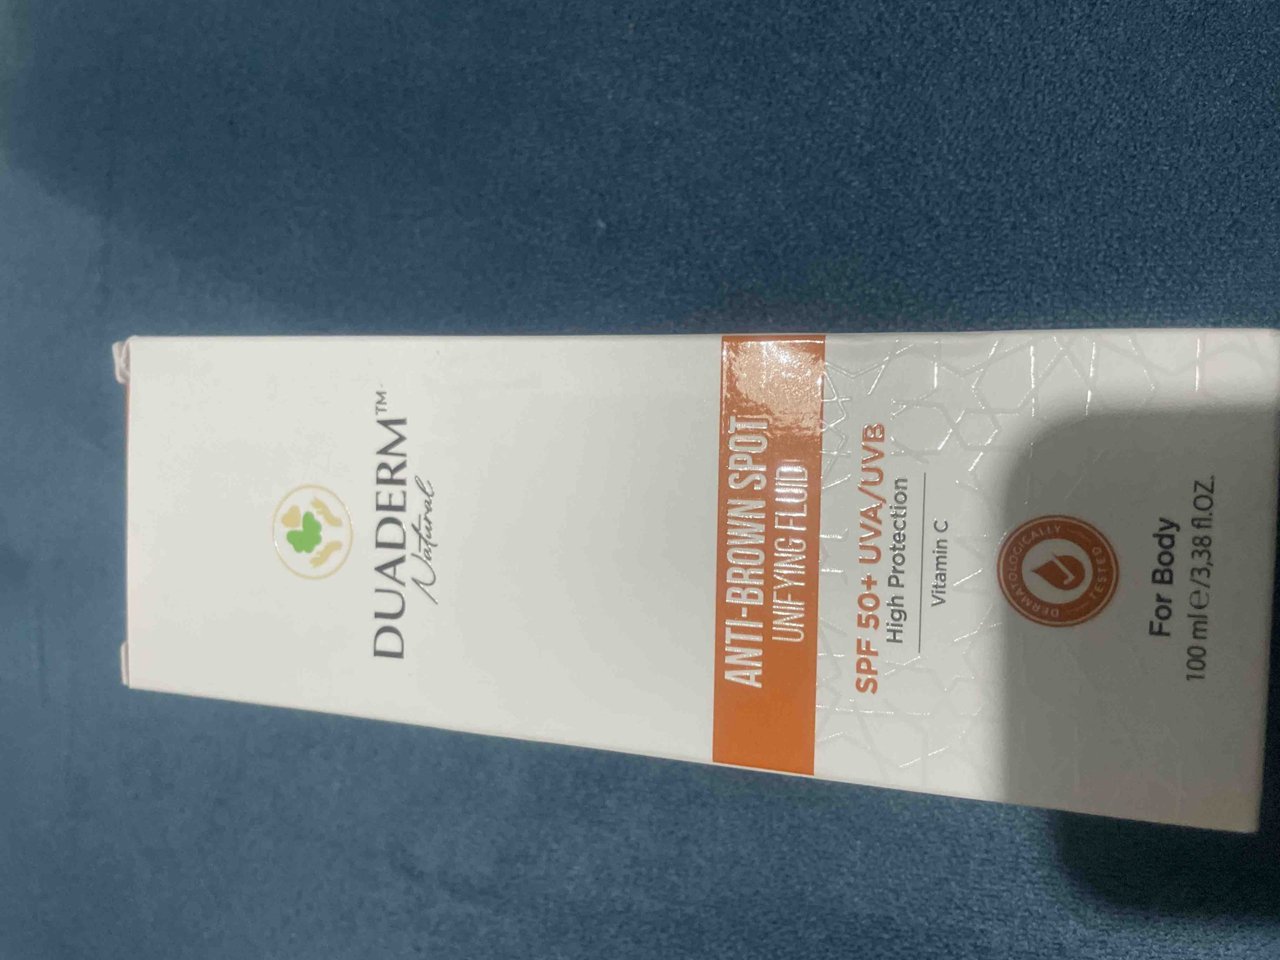 DUADERM™
Natural
ANTI-BROWN SPOT
UNIFYING FLUID
SPF 50+ UVA/UVB
High Protection
Vitamin C
DERMATOLOGICALLY
TESTED
For Body
100 ml e/3,38 fl.OZ.